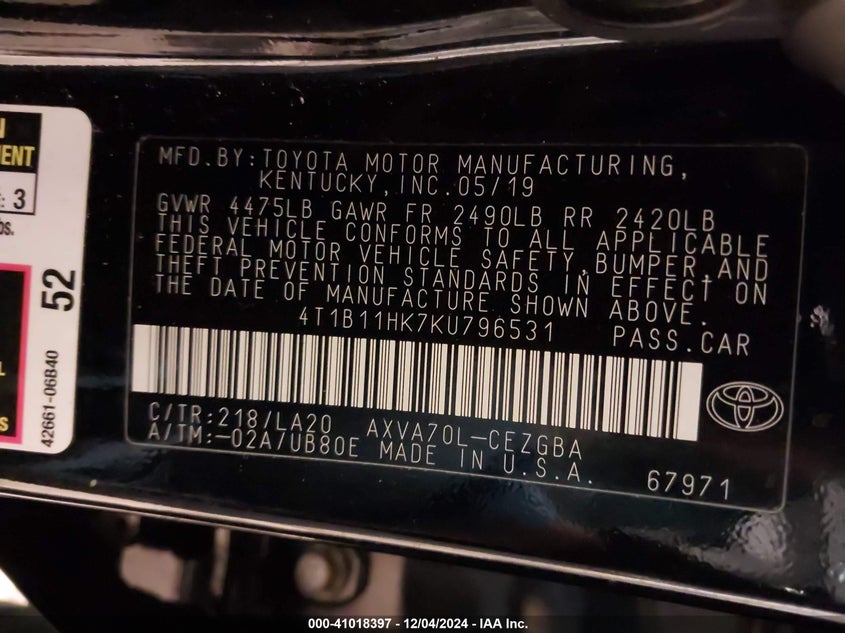 MFD.BY:TOYOTA MOTOR MANUFACTURING,
KENTUCKY,INC.05/19
GVWR 4475LB GAWR FR 2490LB RR 2420LB
THIS VEHICLE CONFORMS TO ALL APPLICABLE
FEDERAL MOTOR VEHICLE SAFETY,BUMPER,AND
THEFT PREVENTION STANDARDS IN EFFECT ON
THE DATE OF MANUFACTURE SHOWN ABOVE.
4T1B11HK7KU796531 PASS.CAR
C/TR:218/LA20 AXVA70L-CEZGBA
A/TM:-02A/UB80E MADE IN U.S.A.
67971
3
52
42661-06B40
000-41018397 - 12/04/2024 - IAA Inc.